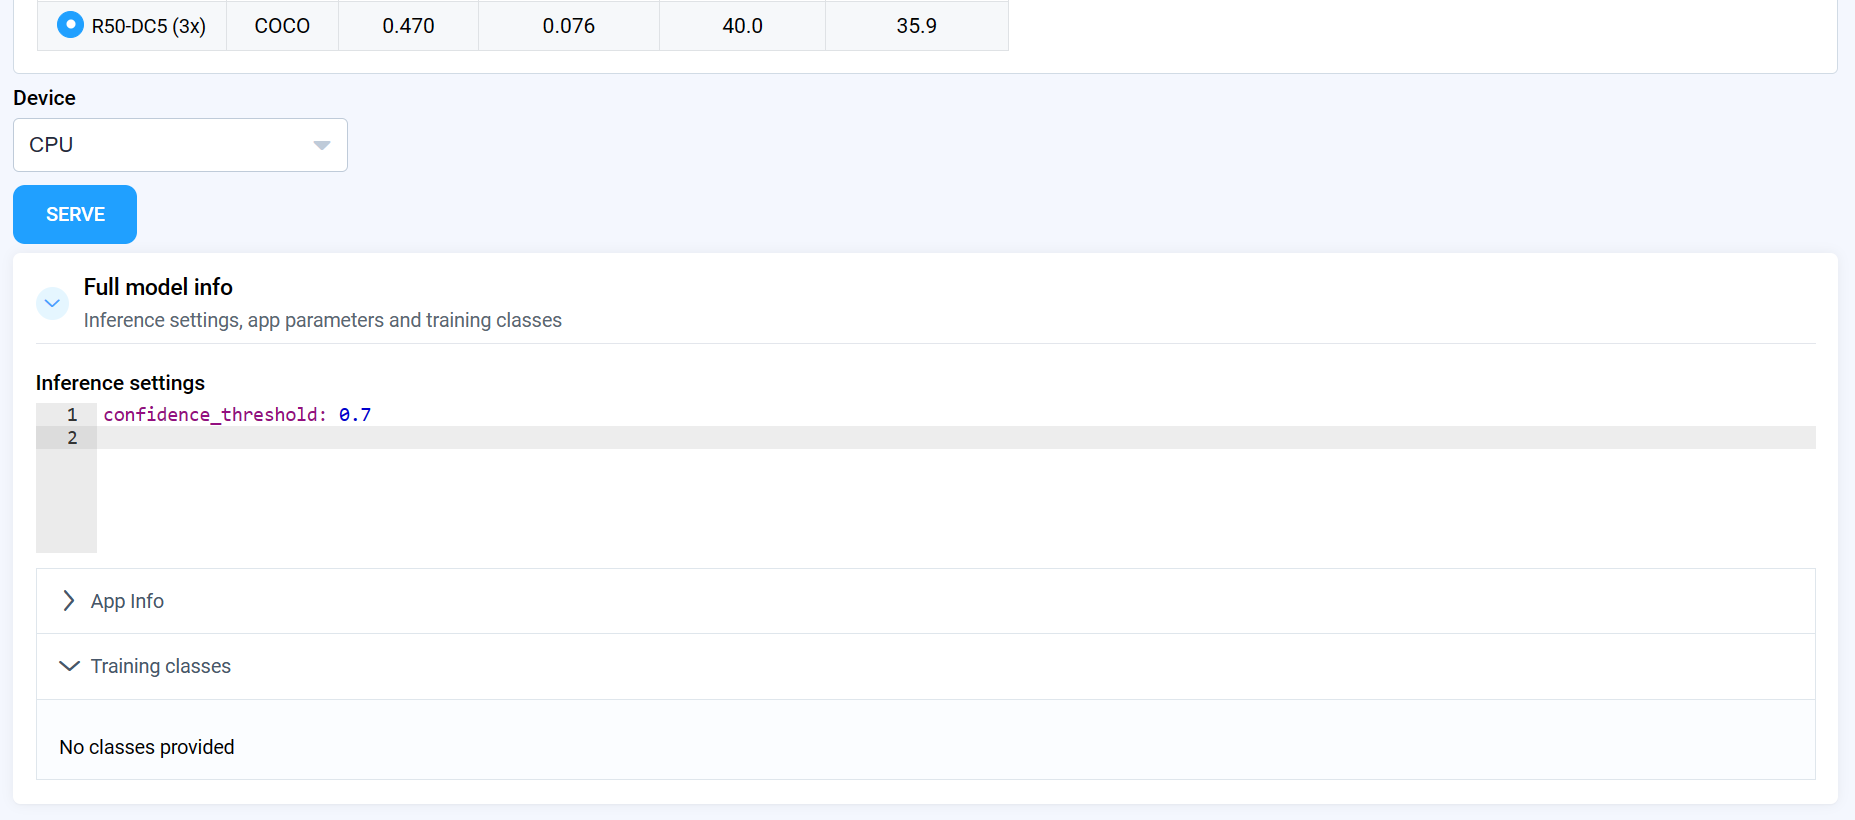 R50-DC5 (3x) COCO 0.470 0.076 40.0 35.9
Device
CPU
SERVE
Full model info
Inference settings, app parameters and training classes
Inference settings
1 confidence_threshold: 0.7
2
App Info
Training classes
No classes provided